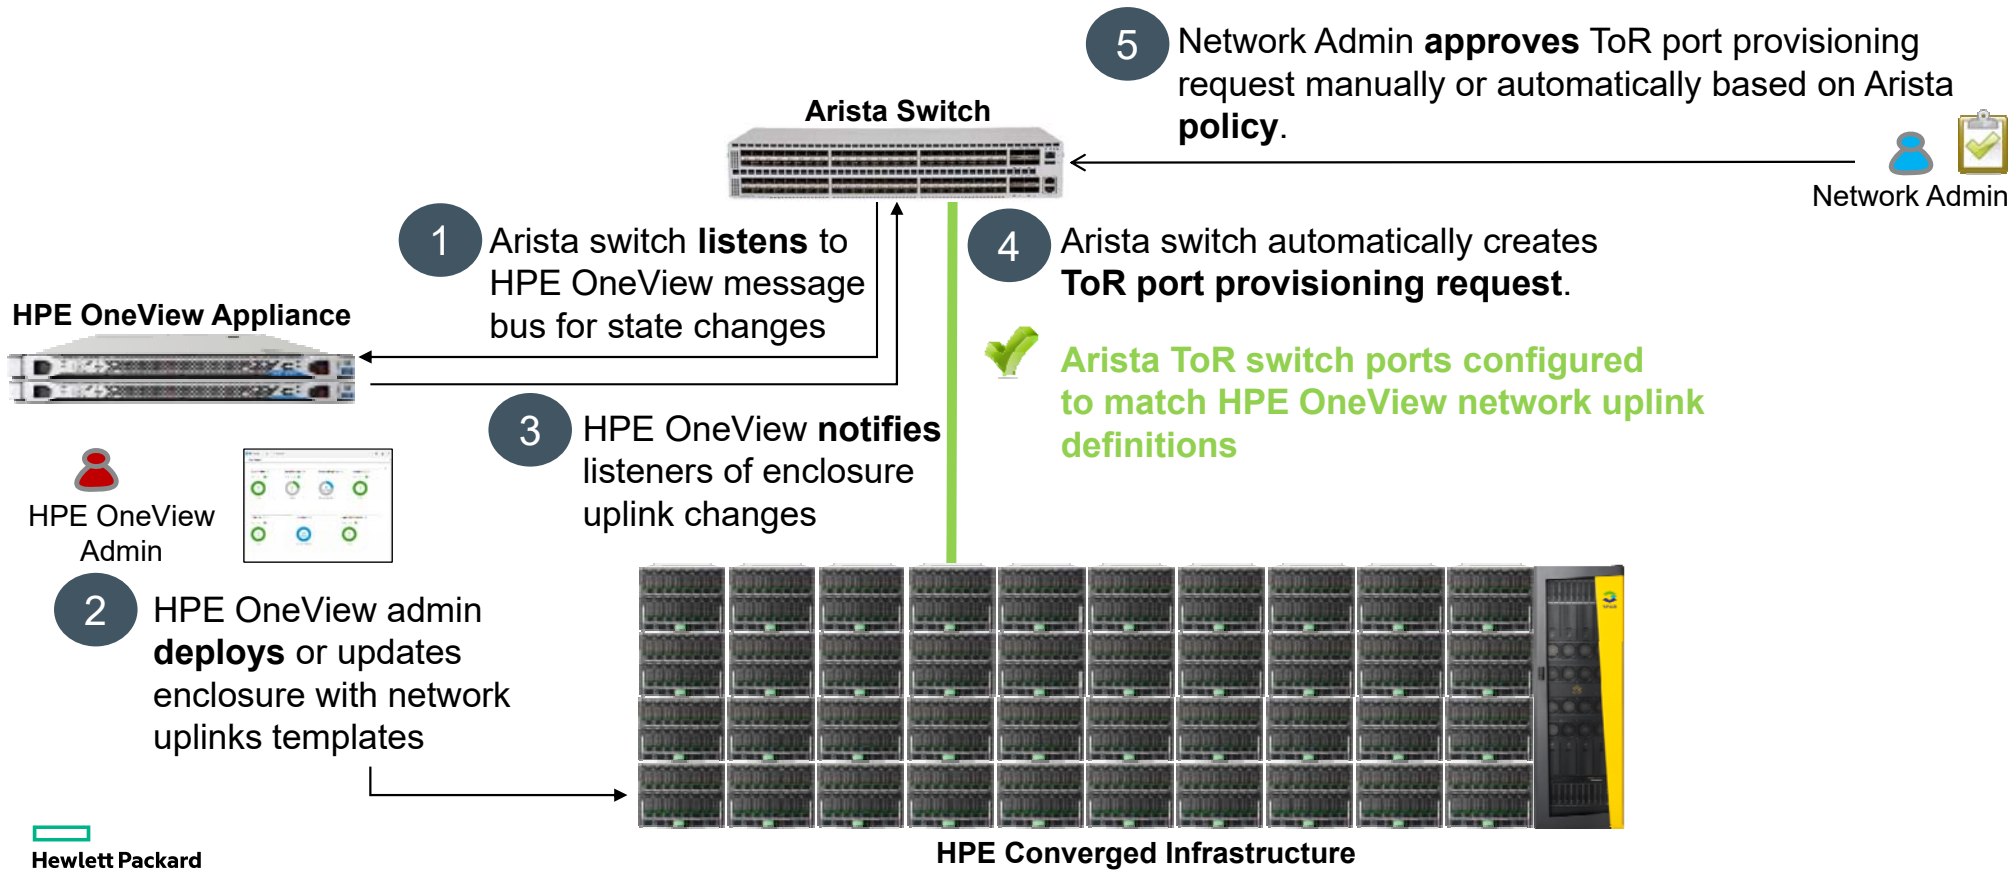 5
Network Admin approves ToR port provisioning
request manually or automatically based on Arista
policy.
Arista Switch
Network Admin
1
Arista switch listens to
HPE OneView message
bus for state changes
4
Arista switch automatically creates
ToR port provisioning request.
HPE OneView Appliance
Arista ToR switch ports configured
to match HPE OneView network uplink
definitions
3
HPE OneView notifies
listeners of enclosure
uplink changes
HPE OneView
Admin
2
HPE OneView admin
deploys or updates
enclosure with network
uplinks templates
HPE Converged Infrastructure
Hewlett Packard